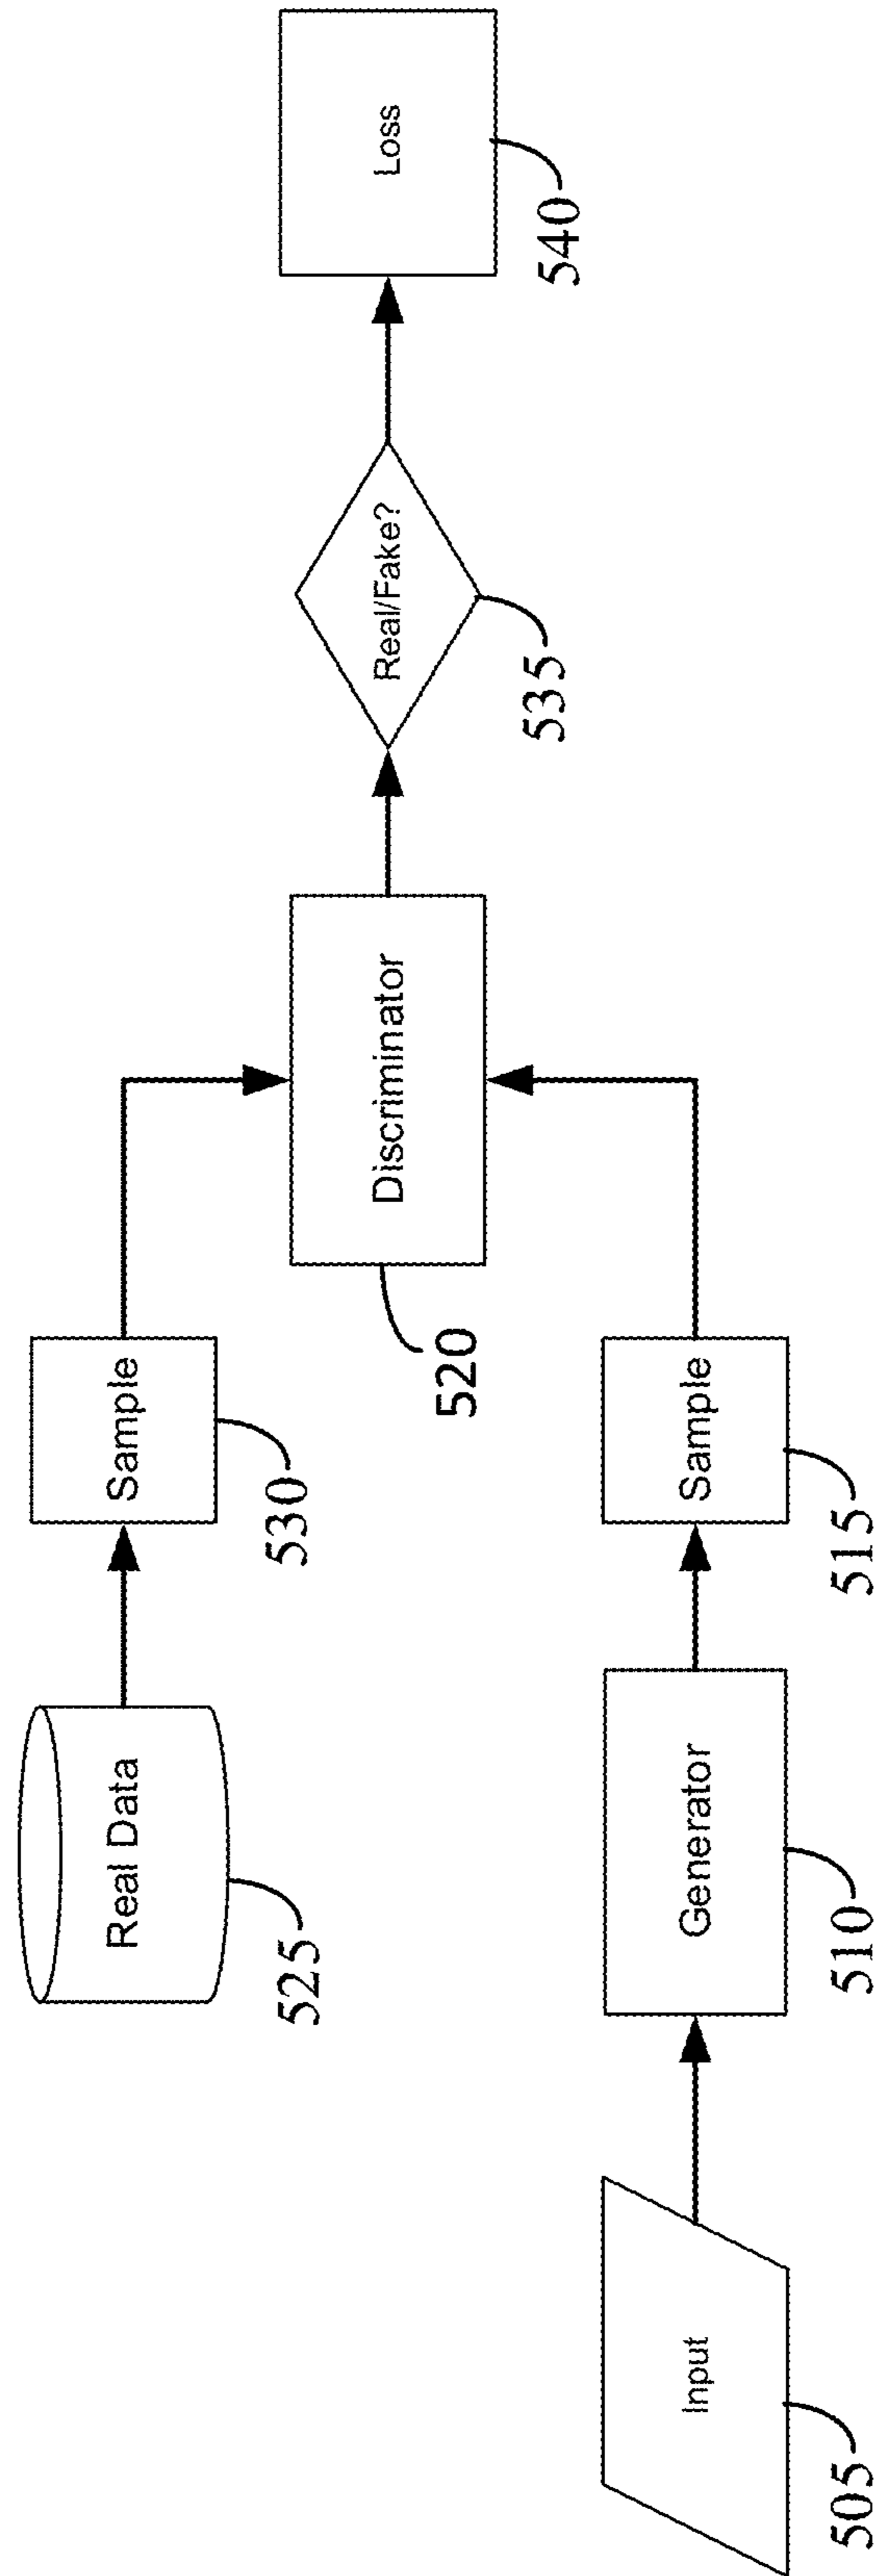 Real Data
525
Sample
530
Input
505
Generator
510
Sample
515
Discriminator
520
Real/Fake?
535
Loss
540